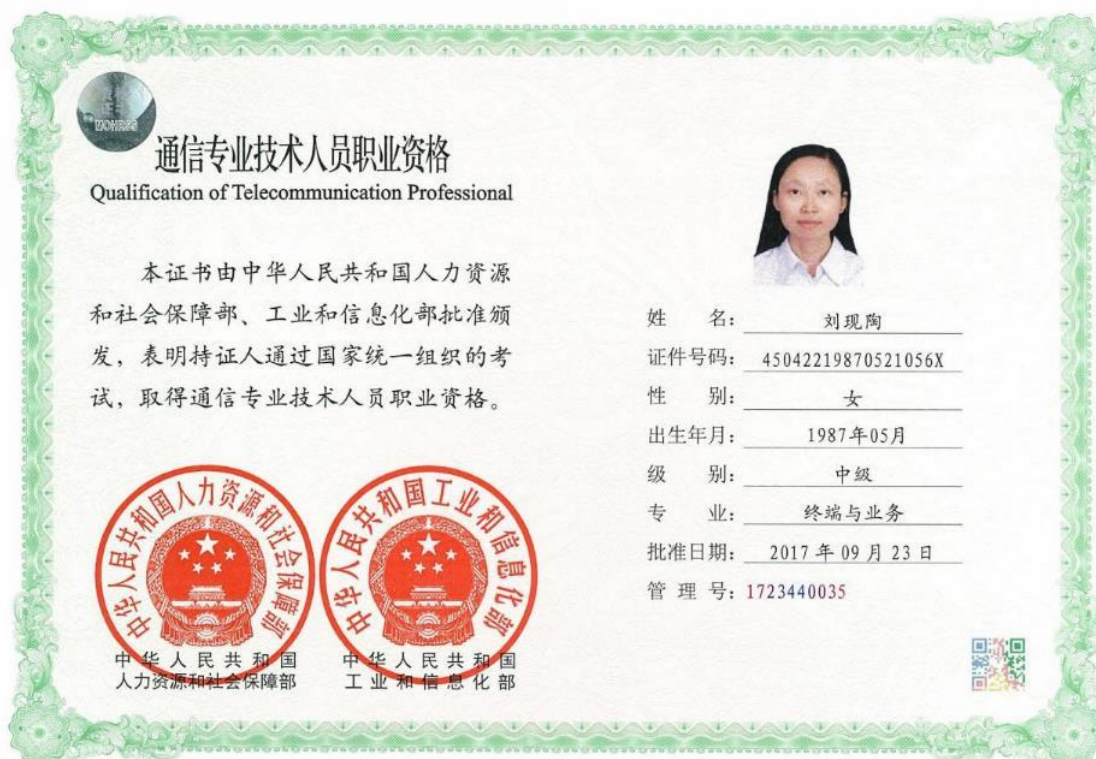 MOHRSS
通信专业技术人员职业资格
Qualification of Telecommunication Professional
本证书由中华人民共和国人力资源
和社会保障部、工业和信息化部批准颁
发，表明持证人通过国家统一组织的考
试，取得通信专业技术人员职业资格。
中华人民共和国人力资源和社会保障部
中华人民共和国工业和信息化部
中华人民共和国
人力资源和社会保障部
中华人民共和国
工业和信息化部
姓 名： 刘现陶
证件号码： 45042219870521056X
性 别： 女
出生年月： 1987年05月
级 别： 中级
专 业： 终端与业务
批准日期： 2017 年 09 月 23 日
管 理 号： 1723440035